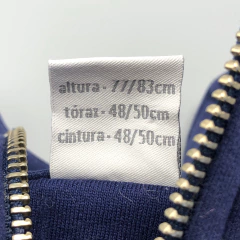 altura - 77/83cm
tórax - 48/50cm
cintura - 48/50cm